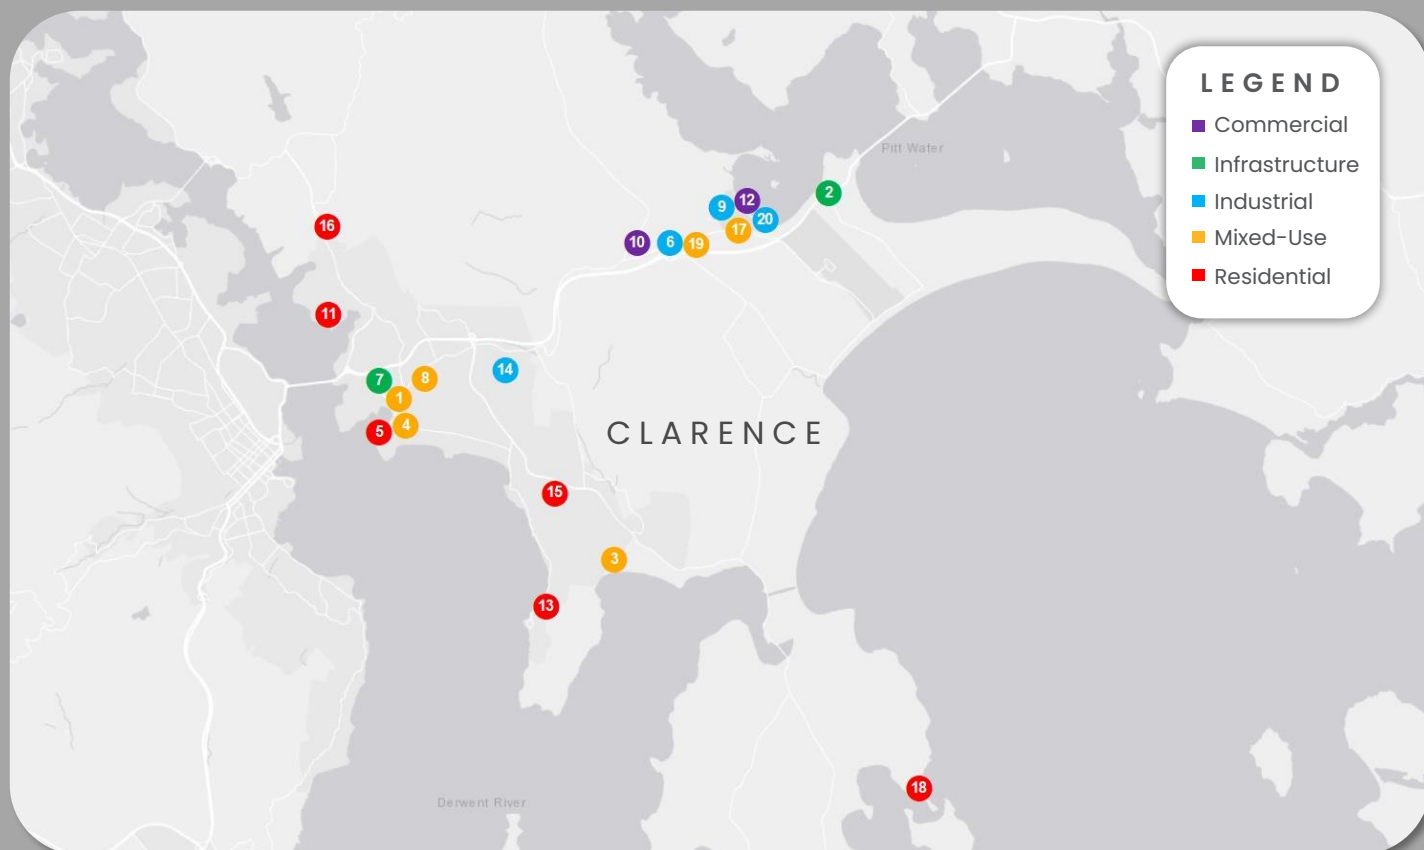 LEGEND
Commercial
Infrastructure
Industrial
Mixed-Use
Residential
Pitt Water
2
12
9
20
17
16
10
6
19
11
14
7
8
1
4
5
CLARENCE
15
3
13
18
Derwent River